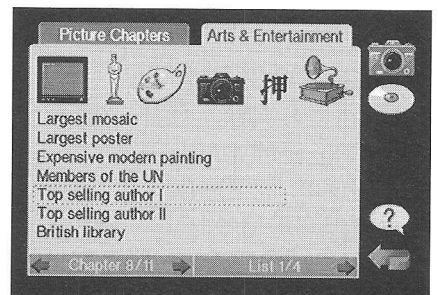 Picture Chapters
Arts & Entertainment
押
Largest mosaic
Largest poster
Expensive modern painting
Members of the UN
Top selling author I
Top selling author II
British library
?
Chapter 8/11
List 1/4